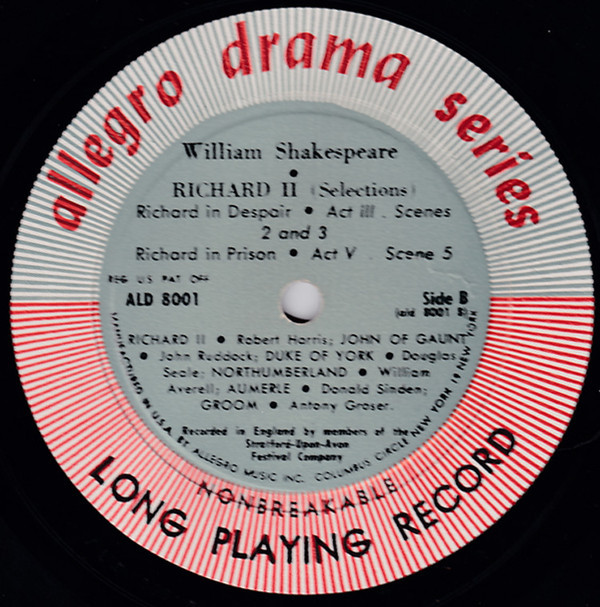 allegro drama series
William Shakespeare
•
RICHARD II (Selections)
Richard in Despair • Act III . Scenes
2 and 3
Richard in Prison • Act V . Scene 5
REG U S PAT OFF
ALD 8001
Side B
(ald 8001 B)
RICHARD II • Robert Harris; JOHN OF GAUNT
• John Ruddock; DUKE OF YORK • Douglas
Seale; NORTHUMBERLAND • William
Averell; AUMERLE • Donald Sinden;
GROOM • Antony Groser.
Recorded in England by members of the
Stratford-Upon-Avon
Festival Company
MANUFACTURED IN U.S.A. BY ALLEGRO MUSIC INC. COLUMBUS CIRCLE NEW YORK 19 NEW YORK
NONBREAKABLE
LONG PLAYING RECORD